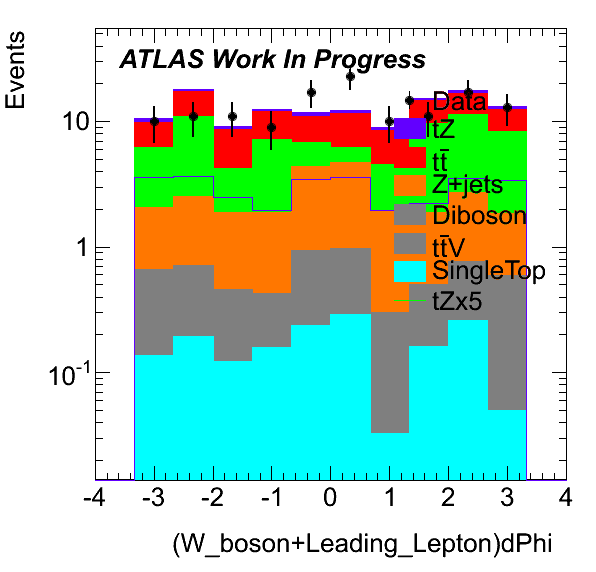 Events
ATLAS Work In Progress
Data
tZ
tt̄
Z+jets
Diboson
tt̄V
SingleTop
tZx5
10
1
10⁻¹
-4 -3 -2 -1 0 1 2 3 4
(W_boson+Leading_Lepton)dPhi